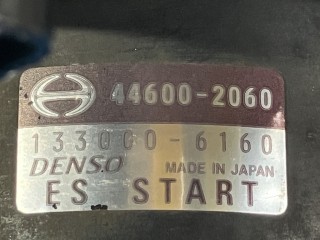 44600-2060
133000-6160
DENSO MADE IN JAPAN
ES START